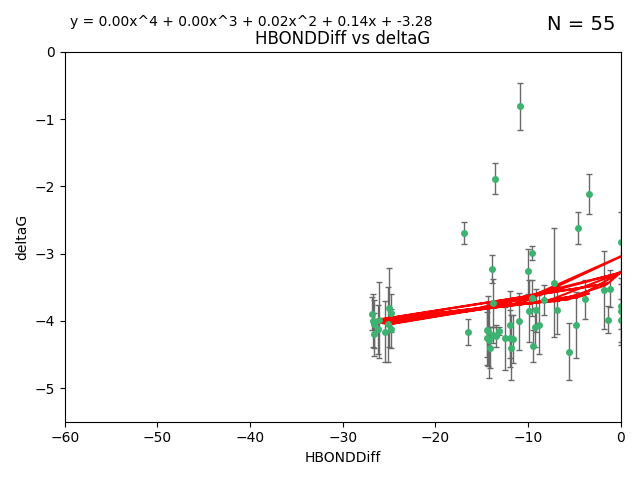 y = 0.00x^4 + 0.00x^3 + 0.02x^2 + 0.14x + -3.28
N = 55
HBONDDiff vs deltaG
0
−1
−2
−3
−4
−5
deltaG
−60 −50 −40 −30 −20 −10 0
HBONDDiff